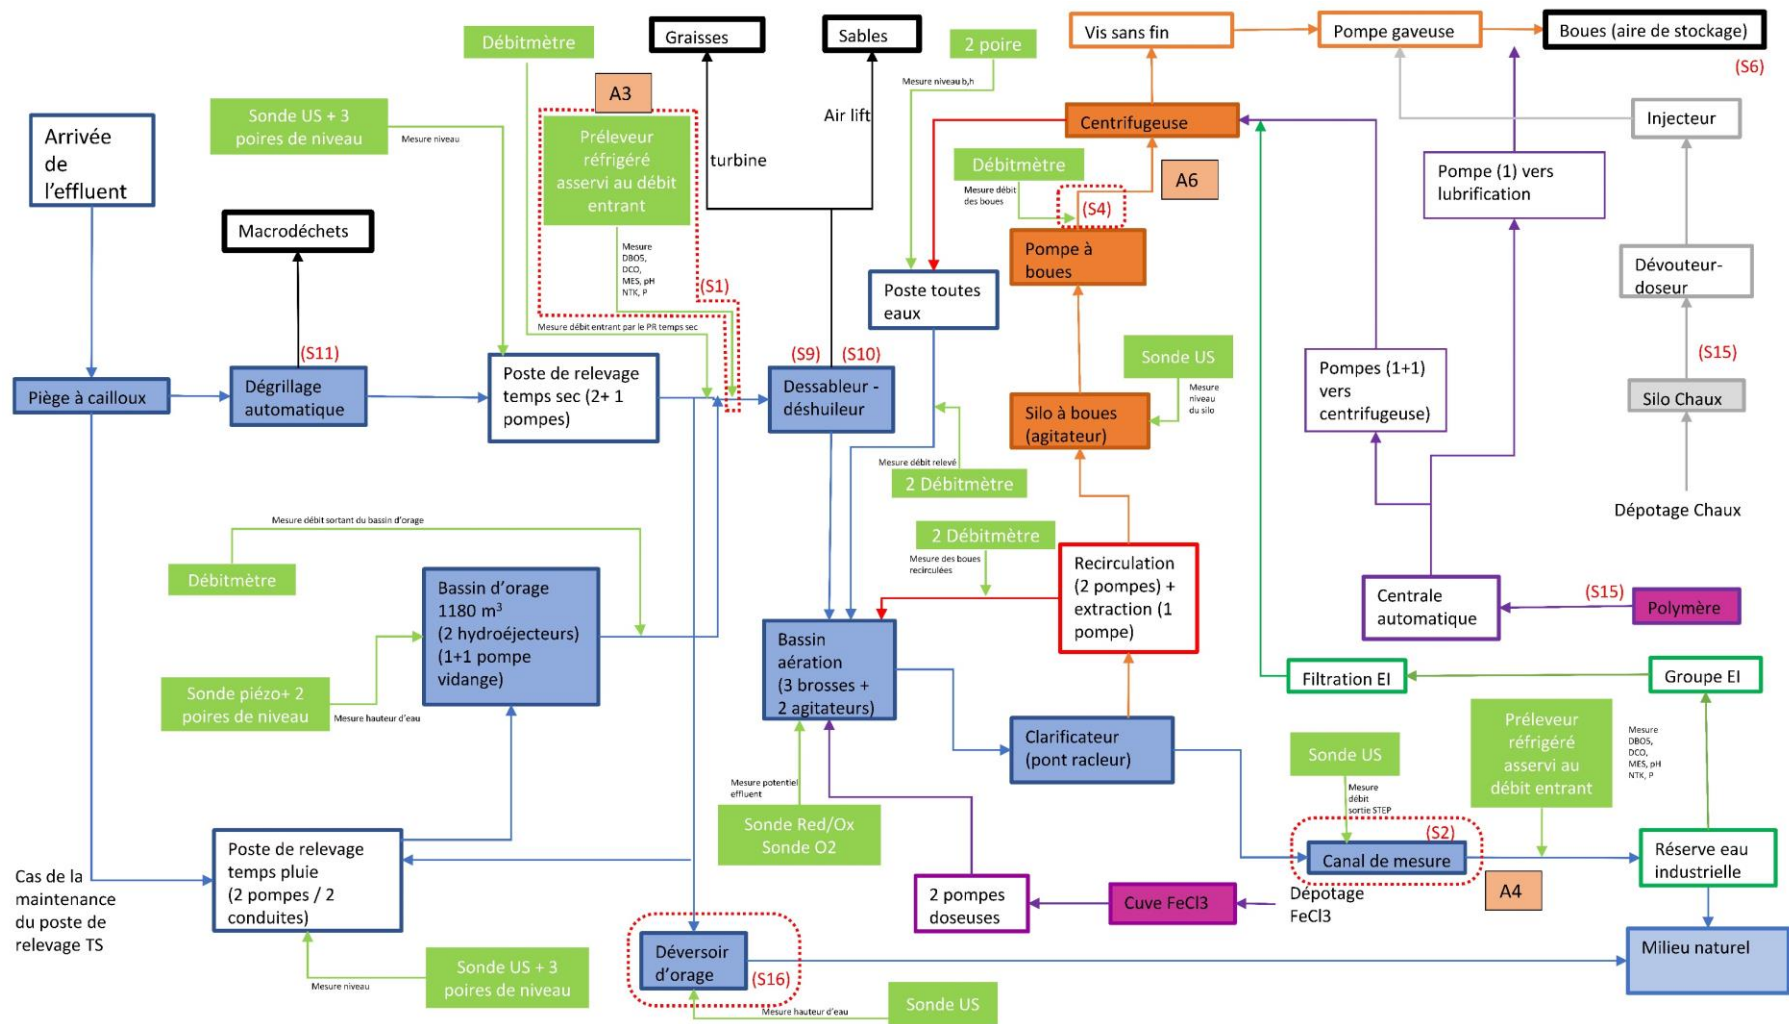 Débitmètre
Graisses
Sables
2 poire
Vis sans fin
Pompe gaveuse
Boues (aire de stockage)
(S6)
Mesure niveau b,h
A3
Sonde US + 3
poires de niveau
Mesure niveau
Arrivée
de
l'effluent
Préleveur
réfrigéré
asservi au débit
entrant
turbine
Air lift
Centrifugeuse
Injecteur
Débitmètre
Mesure débit
des boues
A6
(S4)
Pompe (1) vers
lubrification
Macrodéchets
Mesure
DBO5,
DCO,
MES, pH
NTK, P
(S1)
Pompe à
boues
Poste toutes
eaux
Dévouteur-
doseur
Mesure débit entrant par le PR temps sec
(S11)
(S9)
(S10)
Sonde US
Mesure
niveau
du silo
(S15)
Piège à cailloux
Dégrillage
automatique
Poste de relevage
temps sec (2+ 1
pompes)
Dessableur -
déshuileur
Silo à boues
(agitateur)
Pompes (1+1)
vers
centrifugeuse)
Silo Chaux
Mesure débit relevé
2 Débitmètre
Dépotage Chaux
Mesure débit sortant du bassin d'orage
Débitmètre
2 Débitmètre
Mesure des boues
recirculées
Bassin d'orage
1180 m³
(2 hydroéjecteurs)
(1+1 pompe
vidange)
Recirculation
(2 pompes) +
extraction (1
pompe)
Centrale
automatique
(S15)
Polymère
Bassin
aération
(3 brosses +
2 agitateurs)
Sonde piézo+ 2
poires de niveau
Mesure hauteur d'eau
Filtration EI
Groupe EI
Clarificateur
(pont racleur)
Sonde US
Mesure
débit
sortie STEP
Préleveur
réfrigéré
asservi au
débit entrant
Mesure
DBO5,
DCO,
MES, pH
NTK, P
Mesure potentiel
effluent
Sonde Red/Ox
Sonde O2
(S2)
Canal de mesure
A4
Réserve eau
industrielle
Cas de la
maintenance
du poste de
relevage TS
Poste de relevage
temps pluie
(2 pompes / 2
conduites)
2 pompes
doseuses
Cuve FeCl3
Dépotage
FeCl3
Déversoir
d'orage
(S16)
Milieu naturel
Mesure niveau
Sonde US + 3
poires de niveau
Mesure hauteur d'eau
Sonde US